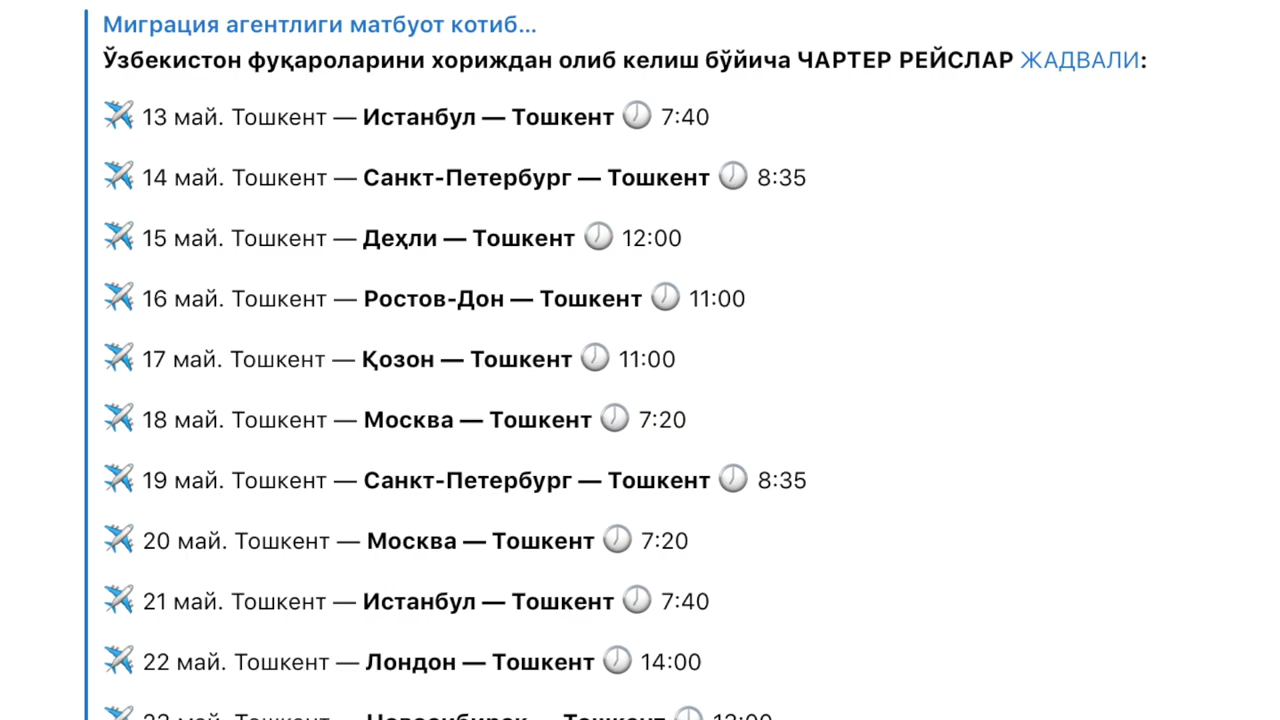 Миграция агентлиги матбуот котиб...
Ўзбекистон фуқароларини хориждан олиб келиш бўйича ЧАРТЕР РЕЙСЛАР ЖАДВАЛИ:
✈️ 13 май. Тошкент — Истанбул — Тошкент 🕖 7:40
✈️ 14 май. Тошкент — Санкт-Петербург — Тошкент 🕖 8:35
✈️ 15 май. Тошкент — Деҳли — Тошкент 🕖 12:00
✈️ 16 май. Тошкент — Ростов-Дон — Тошкент 🕖 11:00
✈️ 17 май. Тошкент — Қозон — Тошкент 🕖 11:00
✈️ 18 май. Тошкент — Москва — Тошкент 🕖 7:20
✈️ 19 май. Тошкент — Санкт-Петербург — Тошкент 🕖 8:35
✈️ 20 май. Тошкент — Москва — Тошкент 🕖 7:20
✈️ 21 май. Тошкент — Истанбул — Тошкент 🕖 7:40
✈️ 22 май. Тошкент — Лондон — Тошкент 🕖 14:00